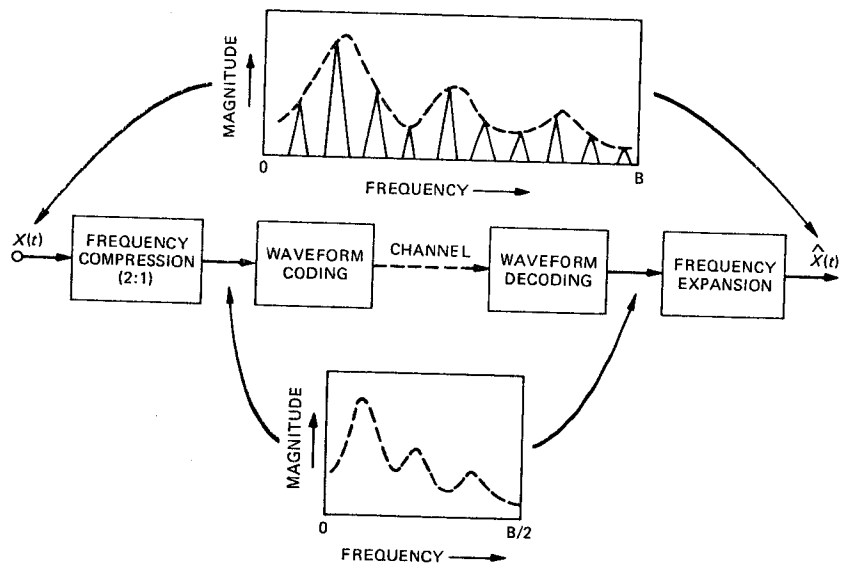 MAGNITUDE
0
B
FREQUENCY
X(t)
FREQUENCY
COMPRESSION
(2:1)
WAVEFORM
CODING
CHANNEL
WAVEFORM
DECODING
FREQUENCY
EXPANSION
X̂(t)
MAGNITUDE
0
B/2
FREQUENCY